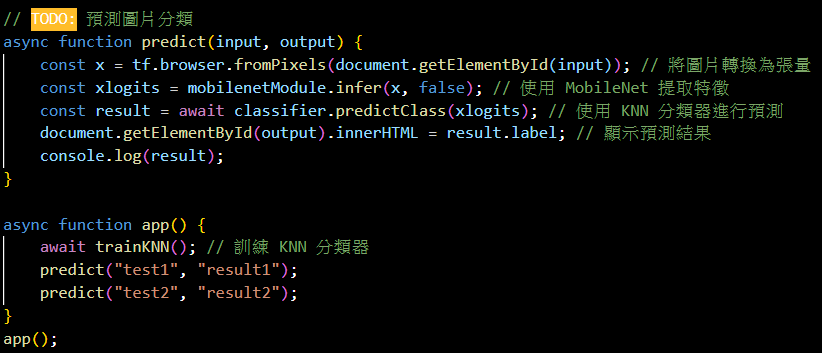 // TODO: 預測圖片分類
async function predict(input, output) {
    const x = tf.browser.fromPixels(document.getElementById(input)); // 將圖片轉換為張量
    const xlogits = mobilenetModule.infer(x, false); // 使用 MobileNet 提取特徵
    const result = await classifier.predictClass(xlogits); // 使用 KNN 分類器進行預測
    document.getElementById(output).innerHTML = result.label; // 顯示預測結果
    console.log(result);
}

async function app() {
    await trainKNN(); // 訓練 KNN 分類器
    predict("test1", "result1");
    predict("test2", "result2");
}
app();